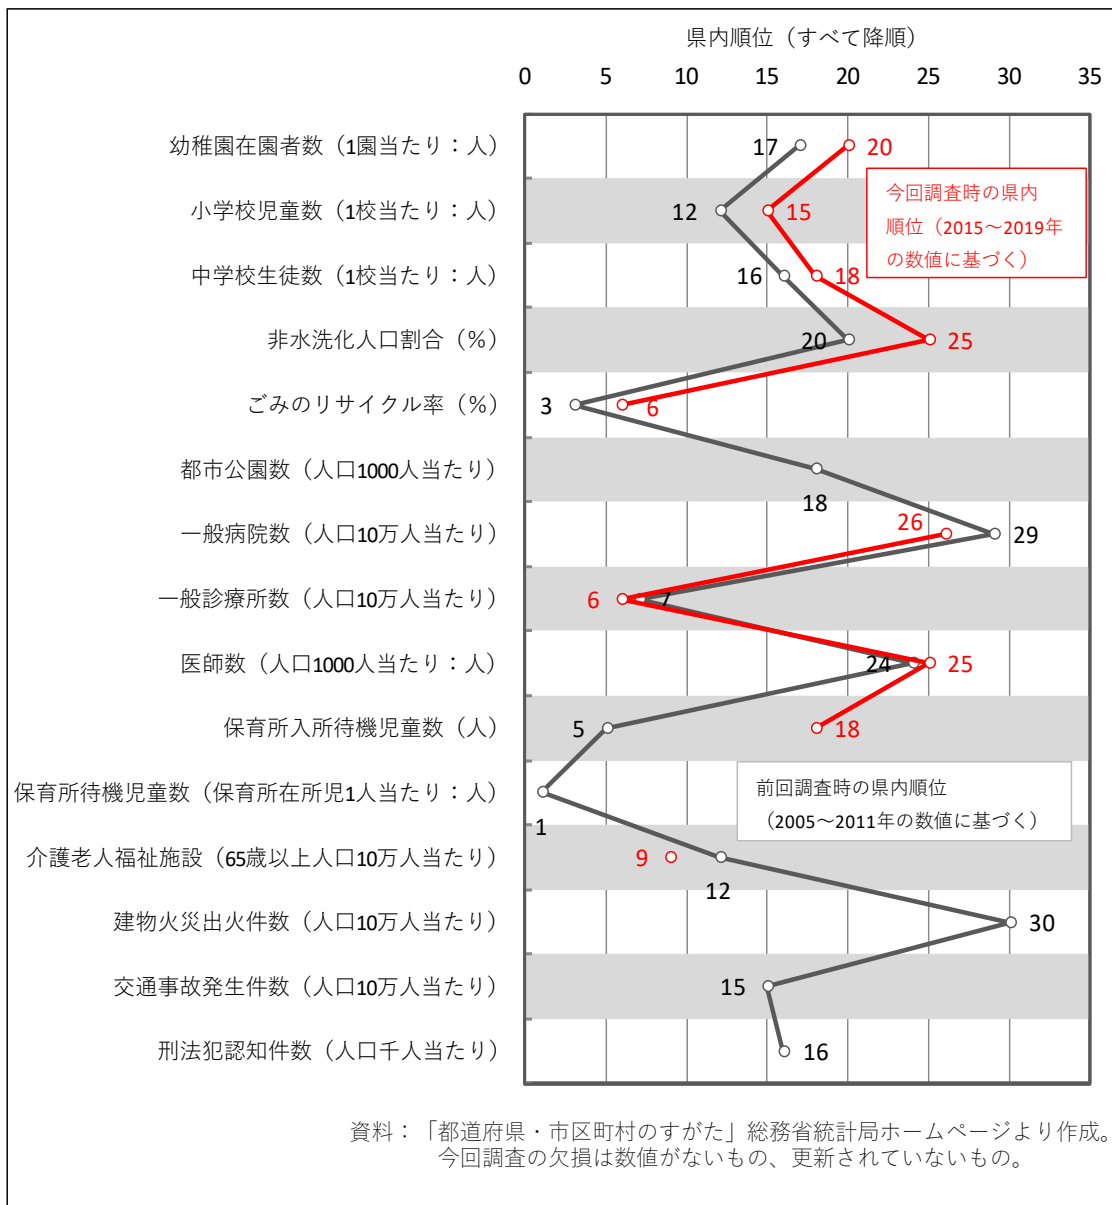 県内順位（すべて降順）
0 5 10 15 20 25 30 35
幼稚園在園者数（1園当たり：人） 17 20
今回調査時の県内
順位（2015～2019年
の数値に基づく）
小学校児童数（1校当たり：人） 12 15
中学校生徒数（1校当たり：人） 16 18
非水洗化人口割合（%） 20 25
ごみのリサイクル率（%） 3 6
都市公園数（人口1000人当たり） 18
一般病院数（人口10万人当たり） 26 29
一般診療所数（人口10万人当たり） 6 7
医師数（人口1000人当たり：人） 24 25
保育所入所待機児童数（人） 5 18
保育所待機児童数（保育所在所児1人当たり：人） 1
前回調査時の県内順位
（2005～2011年の数値に基づく）
介護老人福祉施設（65歳以上人口10万人当たり） 9 12
建物火災出火件数（人口10万人当たり） 30
交通事故発生件数（人口10万人当たり） 15
刑法犯認知件数（人口千人当たり） 16
資料：「都道府県・市区町村のすがた」総務省統計局ホームページより作成。
今回調査の欠損は数値がないもの、更新されていないもの。